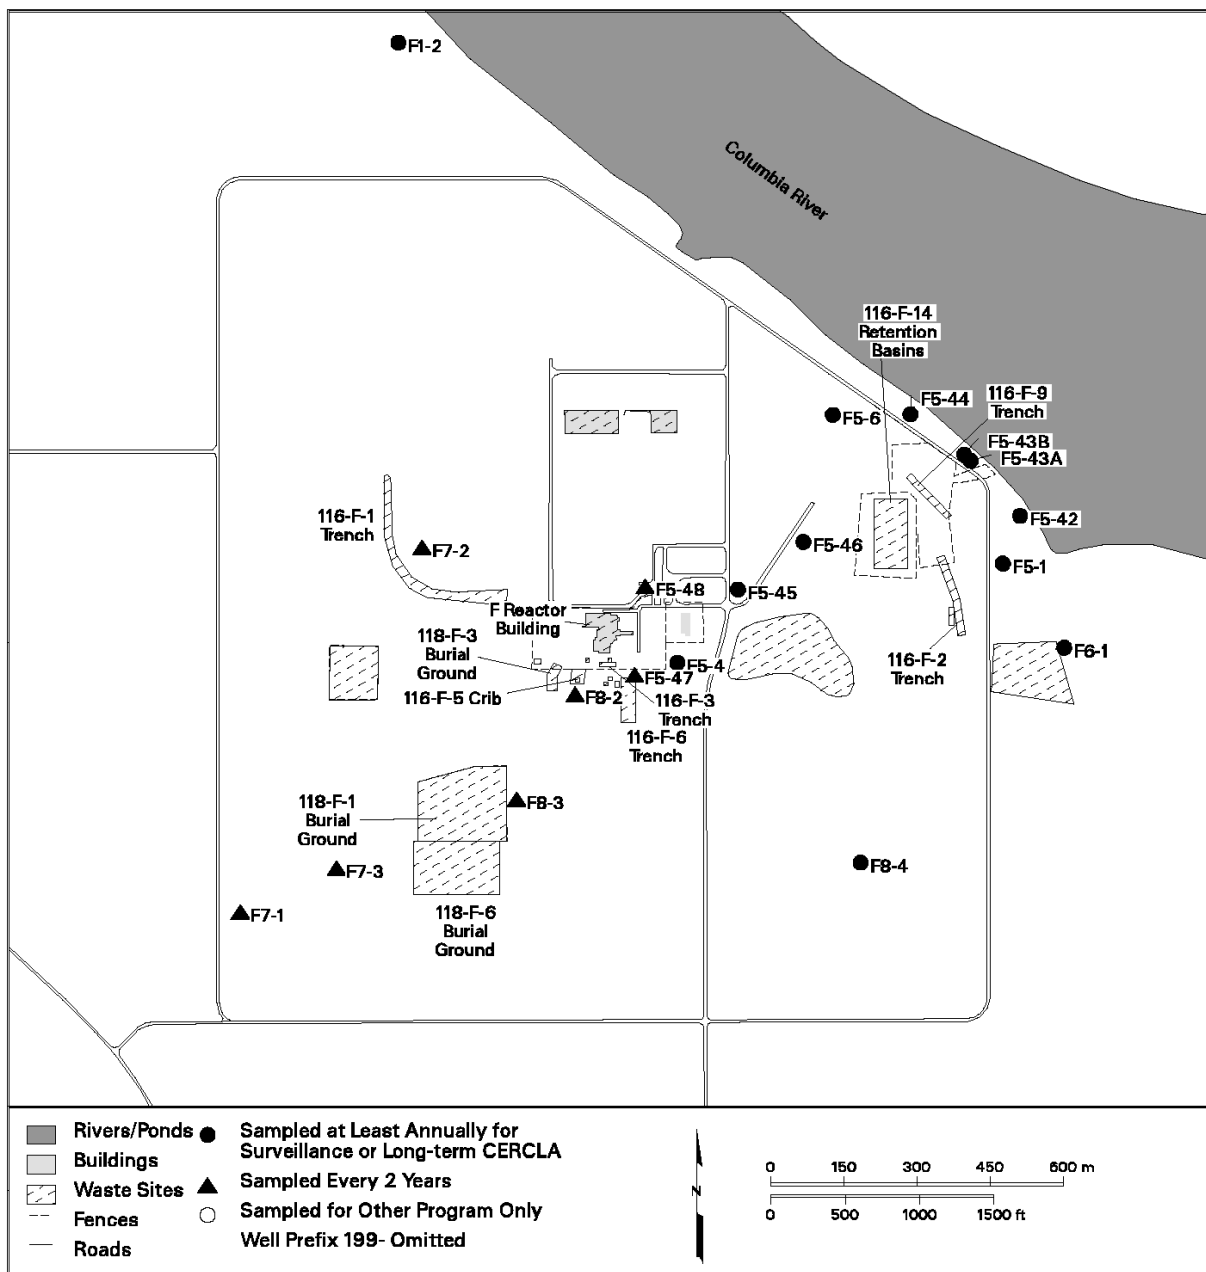 F1-2
Columbia River
116-F-14
Retention
Basins
F5-44
116-F-9
Trench
F5-6
F5-43B
F5-43A
F5-42
116-F-1
Trench
F7-2
F5-46
F5-1
F5-48
F5-45
F Reactor
Building
118-F-3
Burial
Ground
F5-4
116-F-2
Trench
F6-1
F5-47
116-F-5 Crib
F8-2
116-F-3
Trench
116-F-6
Trench
118-F-1
Burial
Ground
F8-3
F7-3
F8-4
F7-1
118-F-6
Burial
Ground
Rivers/Ponds
Buildings
Waste Sites
Fences
Roads
Sampled at Least Annually for
Surveillance or Long-term CERCLA
Sampled Every 2 Years
Sampled for Other Program Only
Well Prefix 199- Omitted
N
0 150 300 450 600 m
0 500 1000 1500 ft